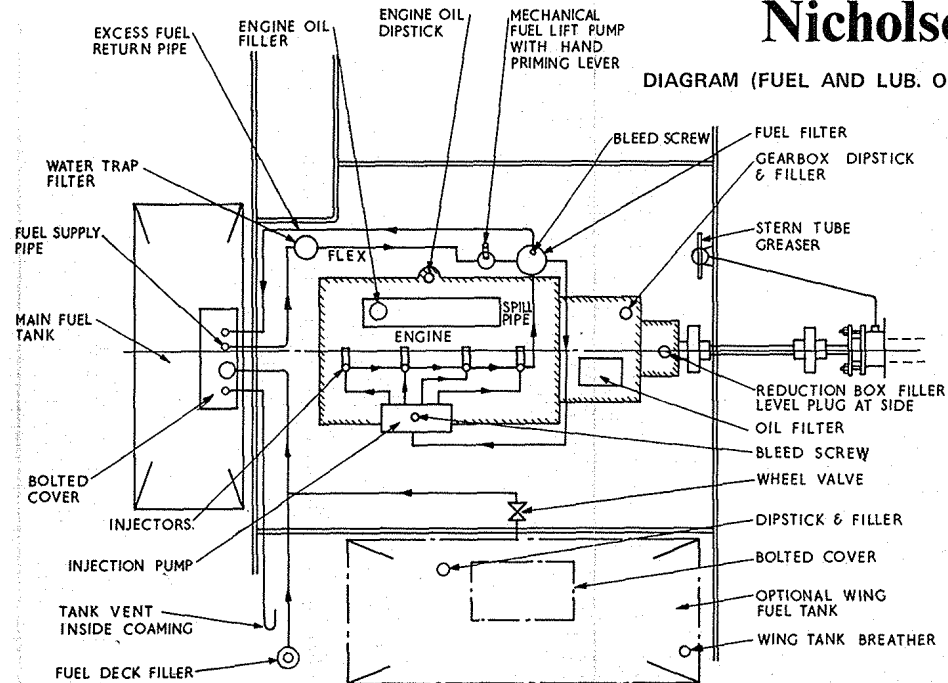 Nichols
DIAGRAM (FUEL AND LUB. O
EXCESS FUEL
RETURN PIPE
ENGINE OIL
FILLER
ENGINE OIL
DIPSTICK
MECHANICAL
FUEL LIFT PUMP
WITH HAND
PRIMING LEVER
BLEED SCREW
FUEL FILTER
GEARBOX DIPSTICK
& FILLER
WATER TRAP
FILTER
FUEL SUPPLY
PIPE
FLEX
STERN TUBE
GREASER
MAIN FUEL
TANK
SPILL
PIPE
ENGINE
REDUCTION BOX FILLER
LEVEL PLUG AT SIDE
OIL FILTER
BLEED SCREW
BOLTED
COVER
WHEEL VALVE
INJECTORS.
DIPSTICK & FILLER
INJECTION PUMP
BOLTED COVER
TANK VENT
INSIDE COAMING
OPTIONAL WING
FUEL TANK
WING TANK BREATHER
FUEL DECK FILLER